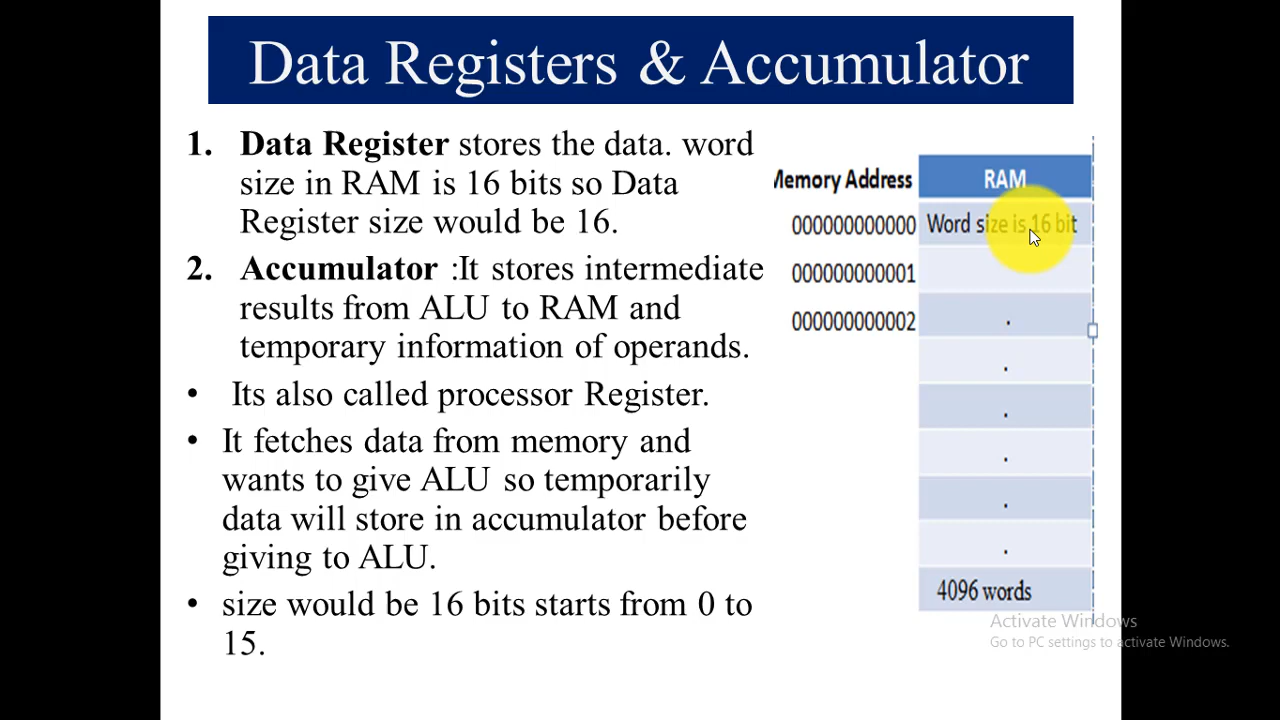 Data Registers & Accumulator
1. Data Register stores the data. word
size in RAM is 16 bits so Data
Register size would be 16.
2. Accumulator :It stores intermediate
results from ALU to RAM and
temporary information of operands.
• Its also called processor Register.
• It fetches data from memory and
wants to give ALU so temporarily
data will store in accumulator before
giving to ALU.
• size would be 16 bits starts from 0 to
15.
Memory Address RAM
000000000000 Word size is 16 bit
000000000001
000000000002 .
.
.
.
.
.
4096 words
Activate Windows
Go to PC settings to activate Windows.